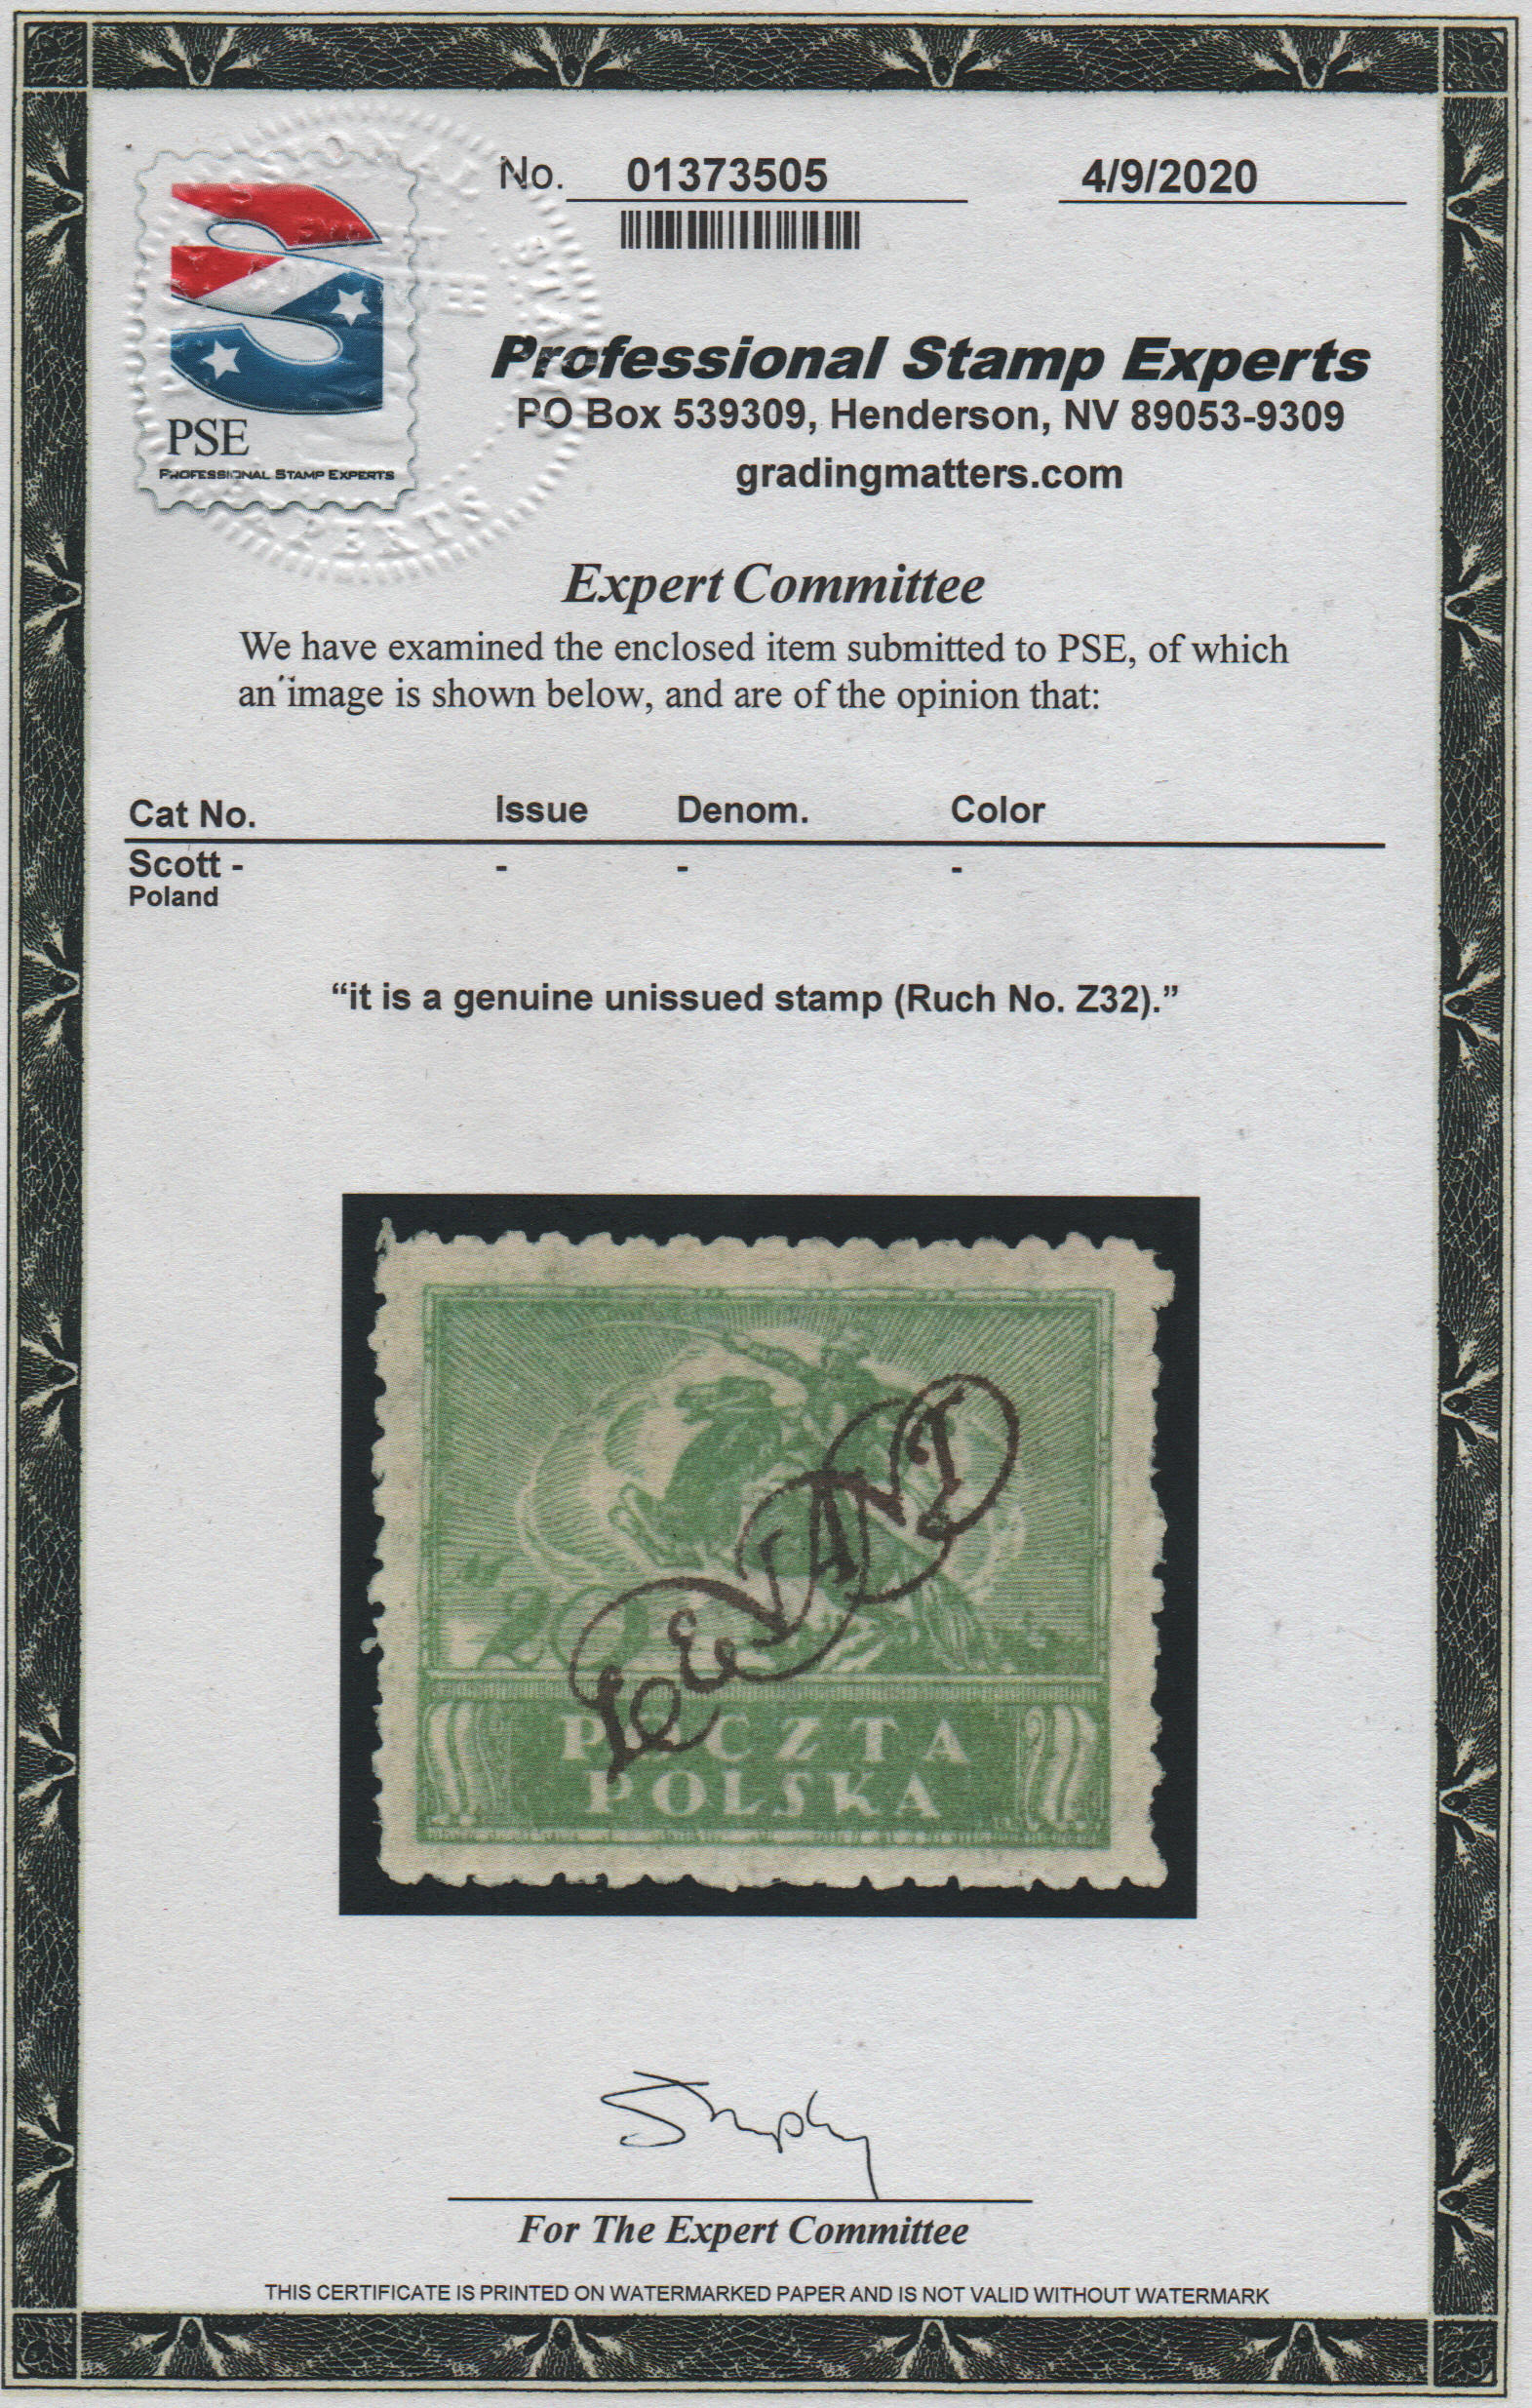 No. 01373505 4/9/2020
Professional Stamp Experts
PO Box 539309, Henderson, NV 89053-9309
gradingmatters.com
PSE
PROFESSIONAL STAMP EXPERTS
Expert Committee
We have examined the enclosed item submitted to PSE, of which
an image is shown below, and are of the opinion that:
Cat No. Issue Denom. Color
Scott - - - -
Poland
“it is a genuine unissued stamp (Ruch No. Z32).”
LEVANT
POCZTA
POLSKA
For The Expert Committee
THIS CERTIFICATE IS PRINTED ON WATERMARKED PAPER AND IS NOT VALID WITHOUT WATERMARK